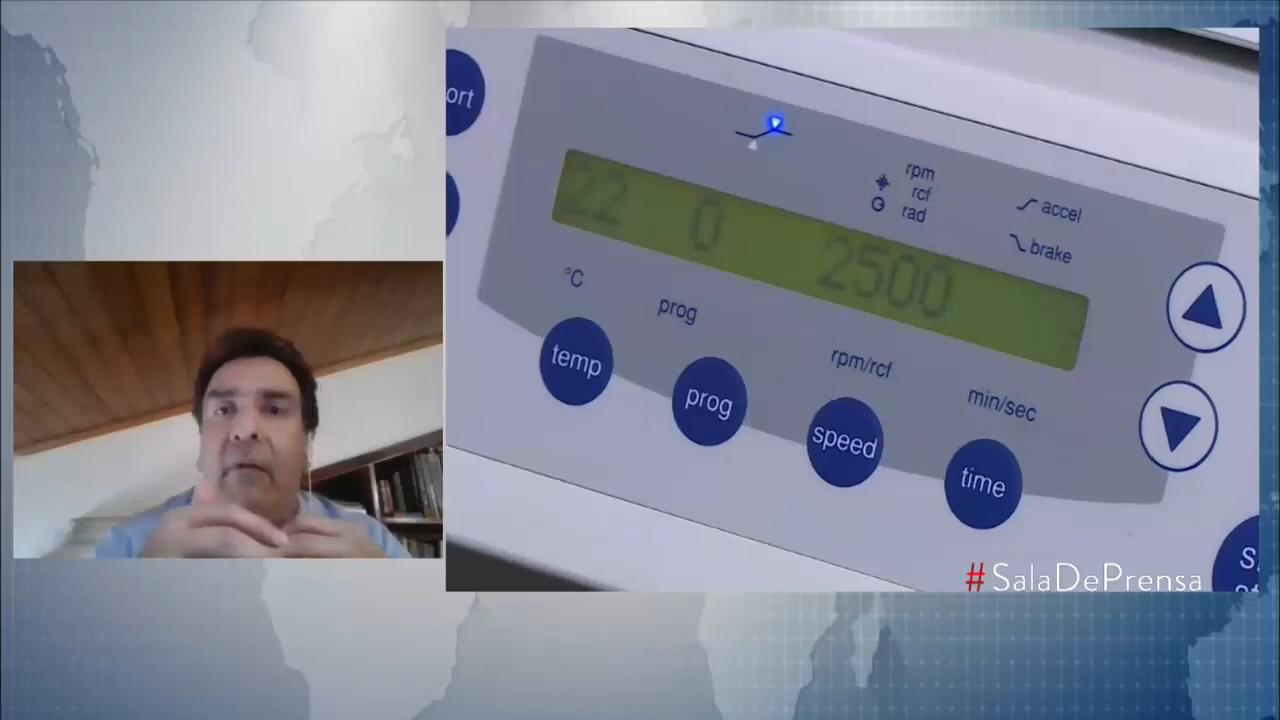 ort
rpm
rcf
rad
accel
brake
22 0 2500
°C
prog
rpm/rcf
min/sec
temp
prog
speed
time
#SalaDePrensa